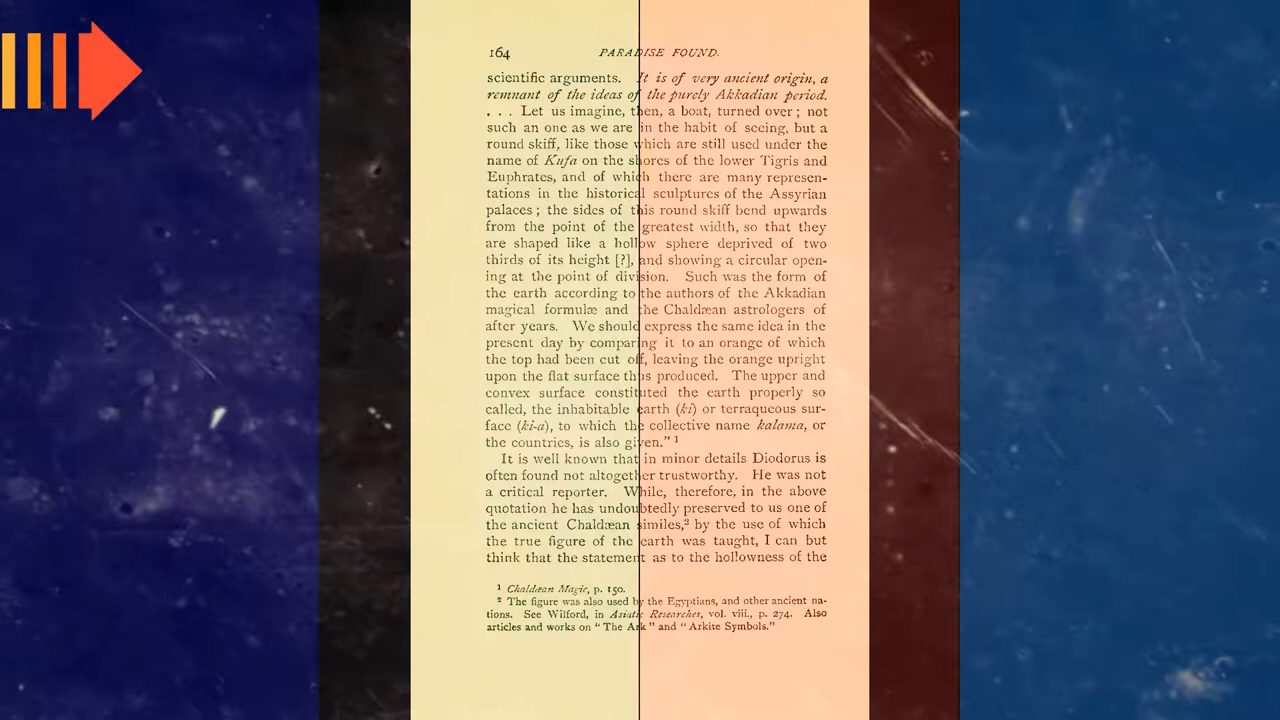 164 PARADISE FOUND.
scientific arguments. It is of very ancient origin, a
remnant of the ideas of the purely Akkadian period.
. . . Let us imagine, then, a boat, turned over ; not
such an one as we are in the habit of seeing, but a
round skiff, like those which are still used under the
name of Kufa on the shores of the lower Tigris and
Euphrates, and of which there are many represen-
tations in the historical sculptures of the Assyrian
palaces ; the sides of this round skiff bend upwards
from the point of the greatest width, so that they
are shaped like a hollow sphere deprived of two
thirds of its height [?], and showing a circular open-
ing at the point of division. Such was the form of
the earth according to the authors of the Akkadian
magical formulæ and the Chaldæan astrologers of
after years. We should express the same idea in the
present day by comparing it to an orange of which
the top had been cut off, leaving the orange upright
upon the flat surface thus produced. The upper and
convex surface constituted the earth properly so
called, the inhabitable earth (ki) or terraqueous sur-
face (ki-a), to which the collective name kalama, or
the countries, is also given." ¹
It is well known that in minor details Diodorus is
often found not altogether trustworthy. He was not
a critical reporter. While, therefore, in the above
quotation he has undoubtedly preserved to us one of
the ancient Chaldæan similes,² by the use of which
the true figure of the earth was taught, I can but
think that the statement as to the hollowness of the
¹ Chaldæan Magic, p. 150.
² The figure was also used by the Egyptians, and other ancient na-
tions. See Wilford, in Asiatic Researches, vol. viii., p. 274. Also
articles and works on " The Ark " and " Arkite Symbols."